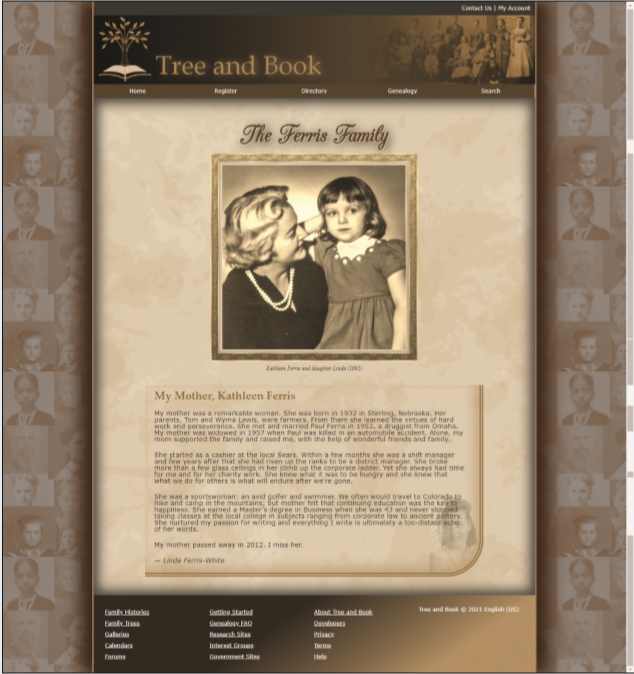 Contact Us | My Account
Tree and Book
Home Register Directory Genealogy Search
The Ferris Family
Kathleen Ferris and daughter Linda (1961)
My Mother, Kathleen Ferris
My mother was a remarkable woman. She was born in 1932 in Sterling, Nebraska. Her
parents, Tom and Wyma Lewis, were farmers. From them she learned the virtues of hard
work and perseverance. She met and married Paul Ferris in 1952, a druggist from Omaha.
My mother was widowed in 1957 when Paul was killed in an automobile accident. Alone, my
mom supported the family and raised me, with the help of wonderful friends and family.
She started as a cashier at the local Sears. Within a few months she was a shift manager
and few years after that she had risen up the ranks to be a district manager. She broke
more than a few glass ceilings in her climb up the corporate ladder. Yet she always had time
for me and for her charity work. She knew what it was to be hungry and she knew that
what we do for others is what will endure after we're gone.
She was a sportswoman: an avid golfer and swimmer. We often would travel to Colorado to
hike and camp in the mountains; but mother felt that continuing education was the key to
happiness. She earned a Master's degree in Business when she was 43 and never stopped
taking classes at the local college in subjects ranging from corporate law to ancient pottery.
She nurtured my passion for writing and everything I write is ultimately a too-distant echo
of her words.
My mother passed away in 2012. I miss her.
— Linda Ferris-White
Family Histories Getting Started About Tree and Book Tree and Book © 2021 English (US)
Family Trees Genealogy FAQ Developers
Galleries Research Sites Privacy
Calendars Interest Groups Terms
Forums Government Sites Help